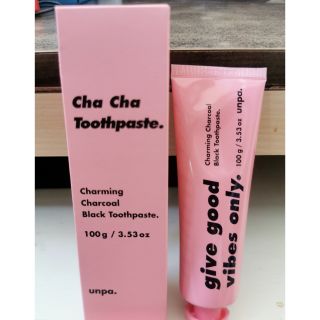 Cha Cha
Toothpaste.
Charming
Charcoal
Black Toothpaste.
100g / 3.53oz
unpa.
give good
vibes only.
Charming Charcoal
Black Toothpaste.
100 g / 3.53 oz
unpa.